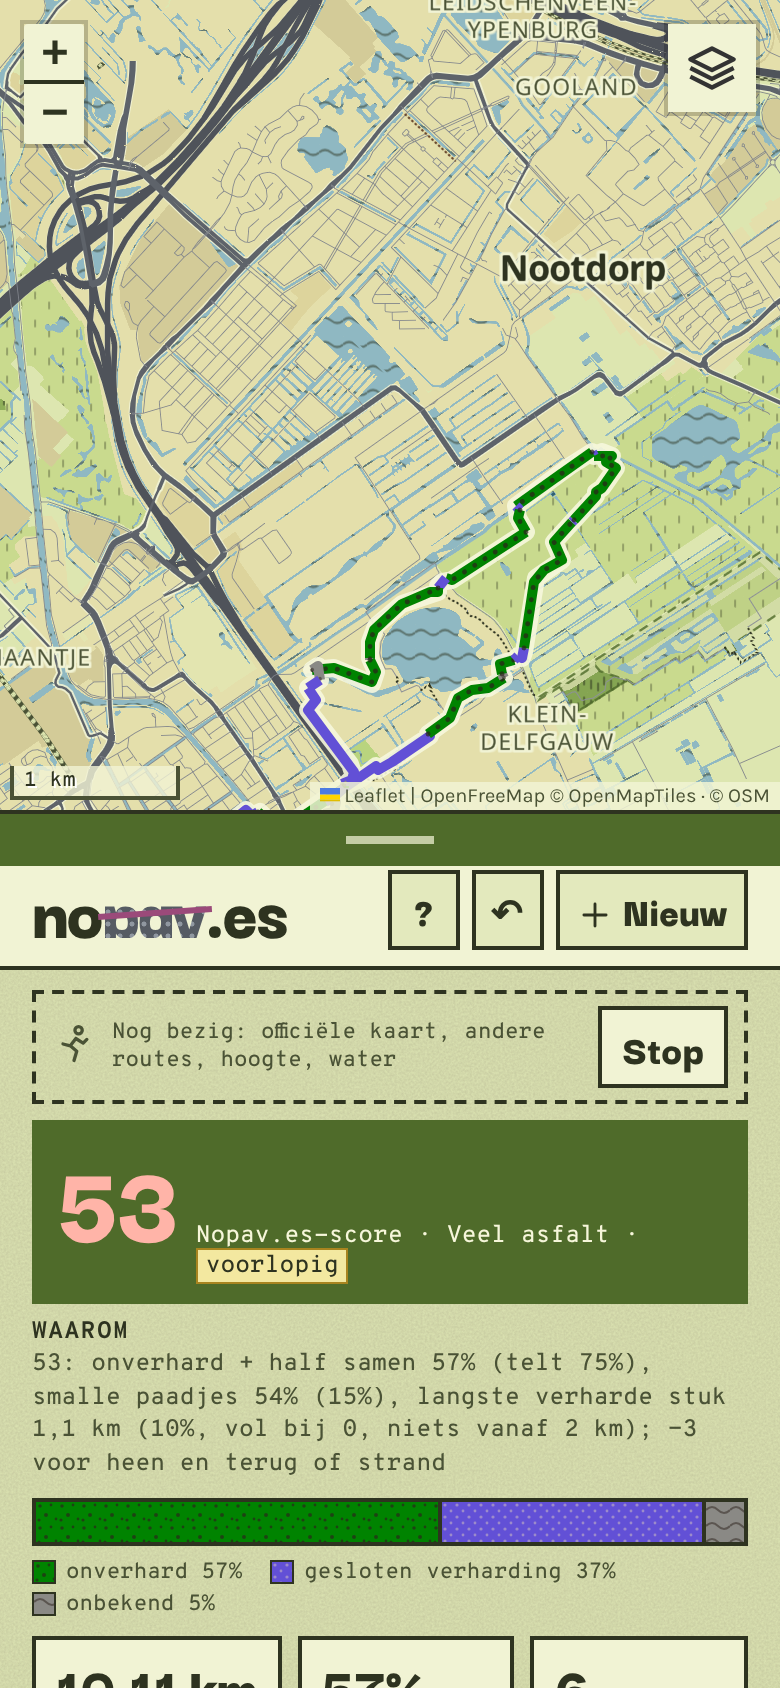 LEIDSCHENVEEN-
YPENBURG
+
GOOLAND
−
Nootdorp
KLEIN-
DELFGAUW
1 km
Leaflet | OpenFreeMap © OpenMapTiles · © OSM
nopav.es
?
↶
+ Nieuw
Nog bezig: officiële kaart, andere
routes, hoogte, water
Stop
53
Nopav.es-score · Veel asfalt ·
voorlopig
WAAROM
53: onverhard + half samen 57% (telt 75%),
smalle paadjes 54% (15%), langste verharde stuk
1,1 km (10%, vol bij 0, niets vanaf 2 km); −3
voor heen en terug of strand
onverhard 57%
gesloten verharding 37%
onbekend 5%